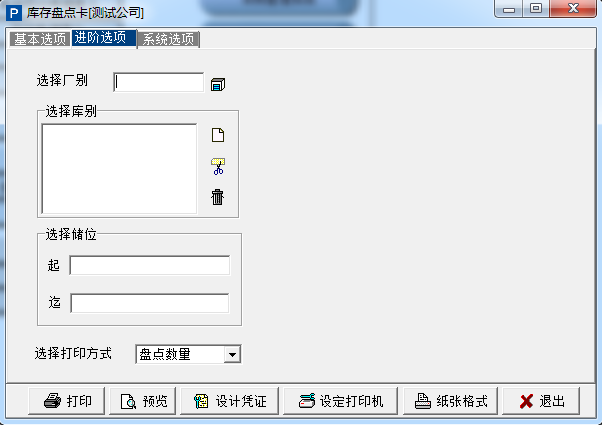 P 库存盘点卡[测试公司]
基本选项 进阶选项 系统选项
选择厂别
选择库别
选择储位
起
迄
选择打印方式 盘点数量
打印 预览 设计凭证 设定打印机 纸张格式 退出